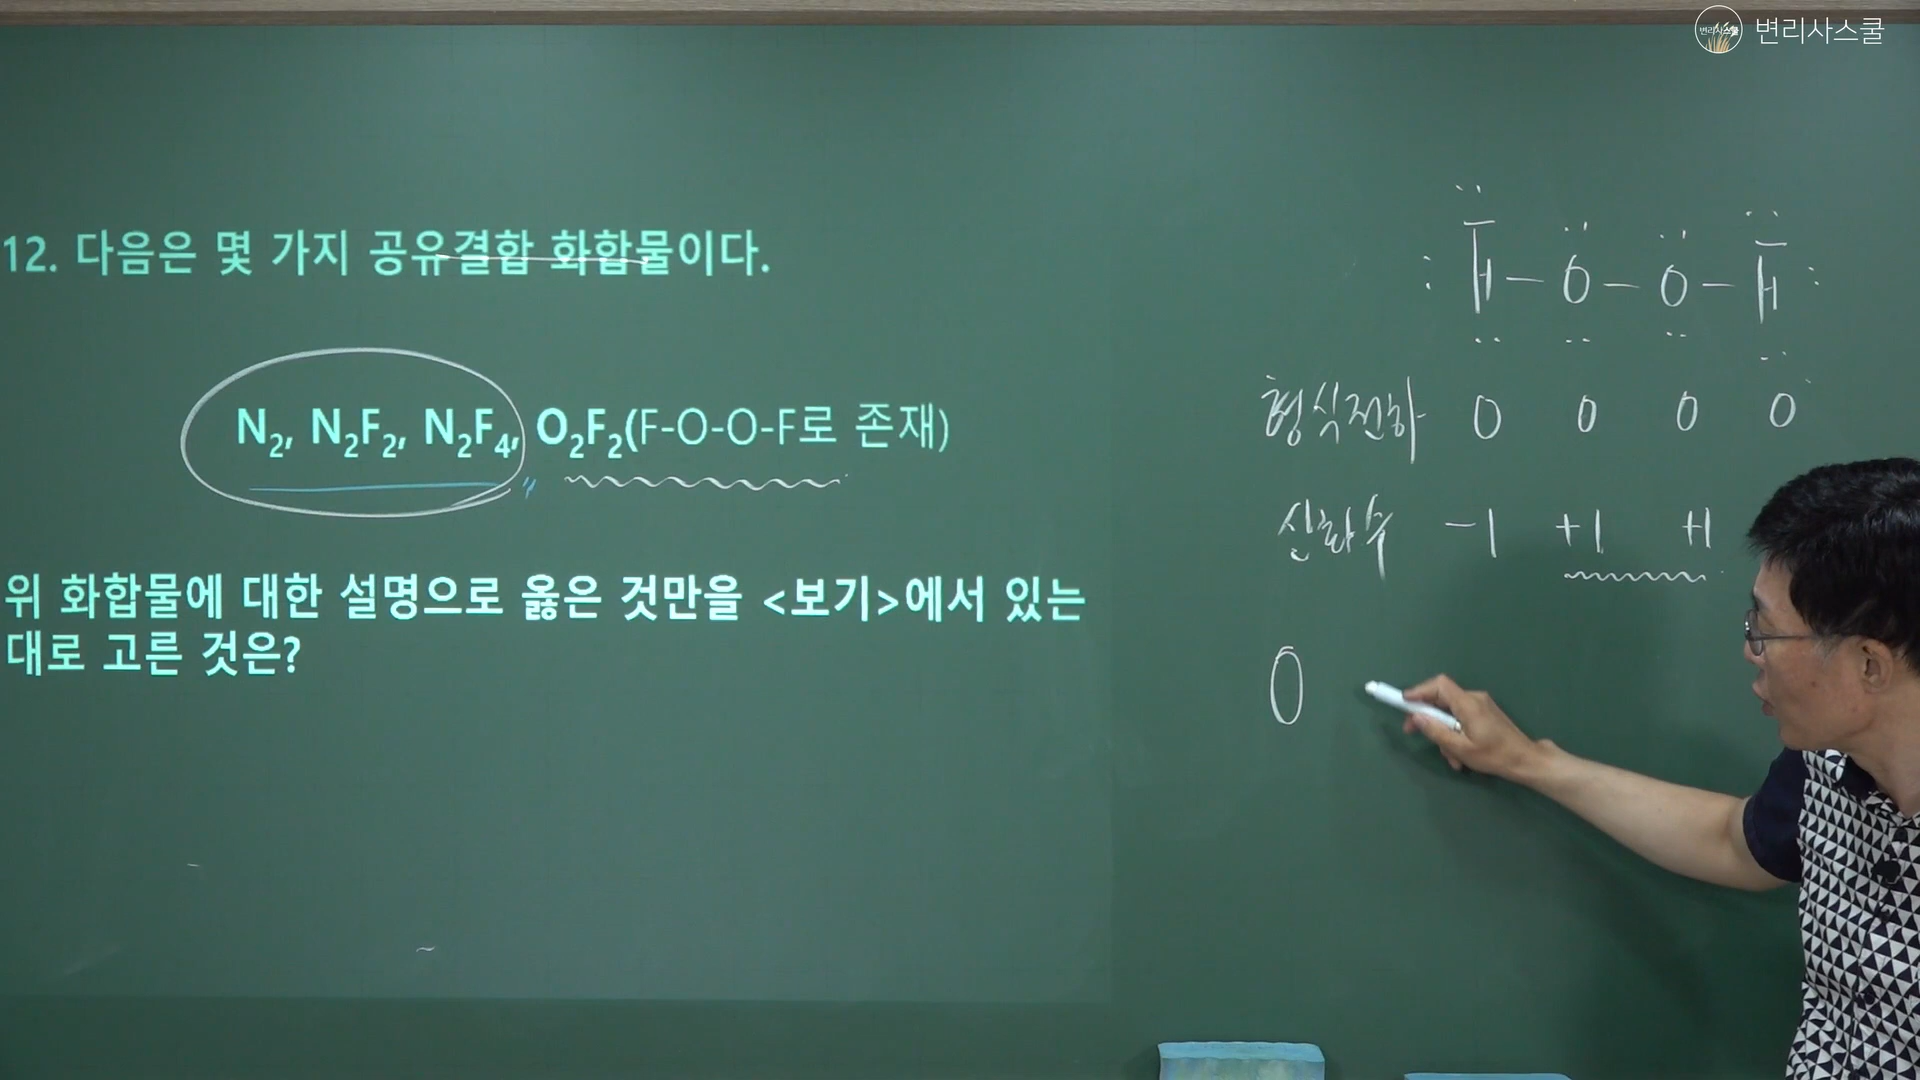 변리사스쿨
12. 다음은 몇 가지 공유결합 화합물이다.
N₂, N₂F₂, N₂F₄, O₂F₂(F-O-O-F로 존재)
위 화합물에 대한 설명으로 옳은 것만을 <보기>에서 있는
대로 고른 것은?
F-O-O-F
형식전하 0 0 0 0
산화수 -1 +1 +1
0